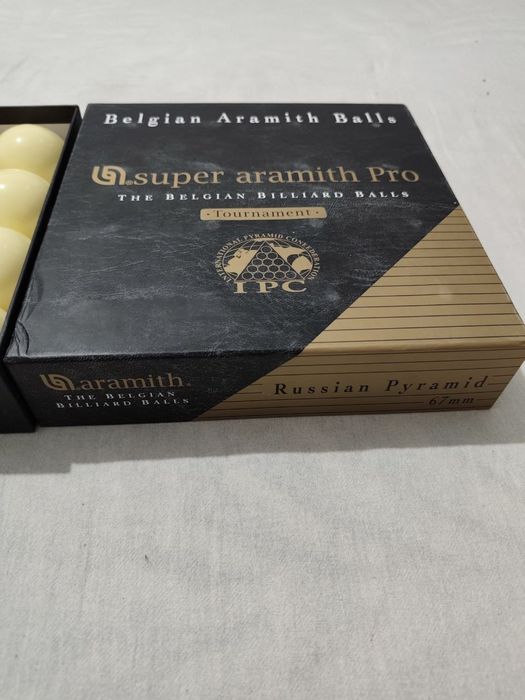 Belgian Aramith Balls
super aramith Pro
THE BELGIAN BILLIARD BALLS
· Tournament ·
INTERNATIONAL PYRAMID CONFEDERATION
IPC
aramith
THE BELGIAN
BILLIARD BALLS
Russian Pyramid
67mm